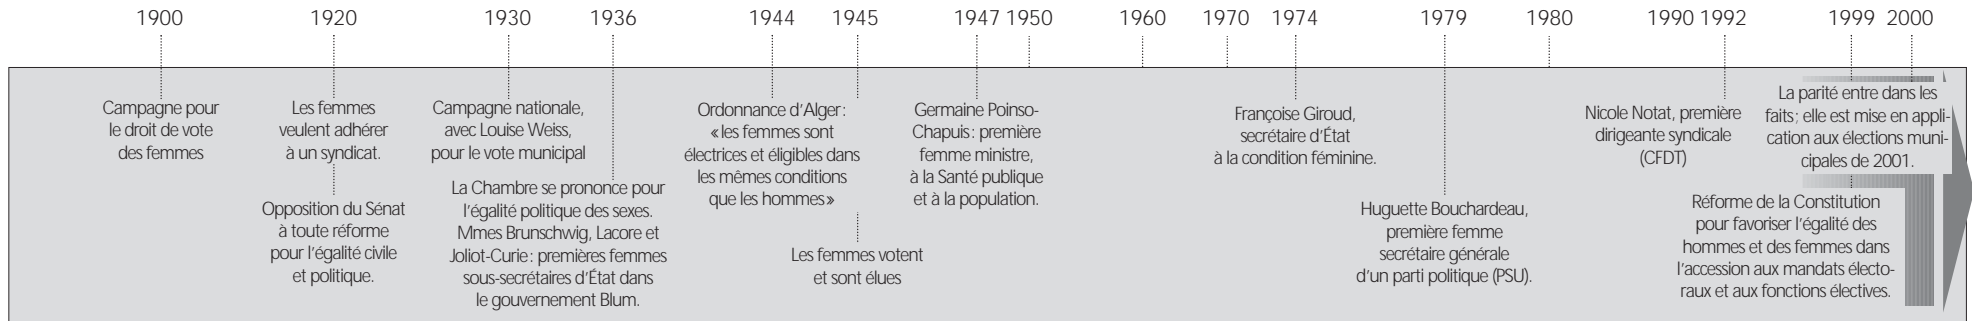 1900 1920 1930 1936 1944 1945 1947 1950 1960 1970 1974 1979 1980 1990 1992 1999 2000
Campagne pour
le droit de vote
des femmes
Les femmes
veulent adhérer
à un syndicat.
Opposition du Sénat
à toute réforme
pour l'égalité civile
et politique.
Campagne nationale,
avec Louise Weiss,
pour le vote municipal
La Chambre se prononce pour
l'égalité politique des sexes.
Mmes Brunschwig, Lacore et
Joliot-Curie : premières femmes
sous-secrétaires d'État dans
le gouvernement Blum.
Ordonnance d'Alger :
« les femmes sont
électrices et éligibles dans
les mêmes conditions
que les hommes »
Les femmes votent
et sont élues
Germaine Poinso-
Chapuis : première
femme ministre,
à la Santé publique
et à la population.
Françoise Giroud,
secrétaire d'État
à la condition féminine.
Huguette Bouchardeau,
première femme
secrétaire générale
d'un parti politique (PSU).
Nicole Notat, première
dirigeante syndicale
(CFDT)
La parité entre dans les
faits ; elle est mise en appli-
cation aux élections muni-
cipales de 2001.
Réforme de la Constitution
pour favoriser l'égalité des
hommes et des femmes dans
l'accession aux mandats électo-
raux et aux fonctions électives.